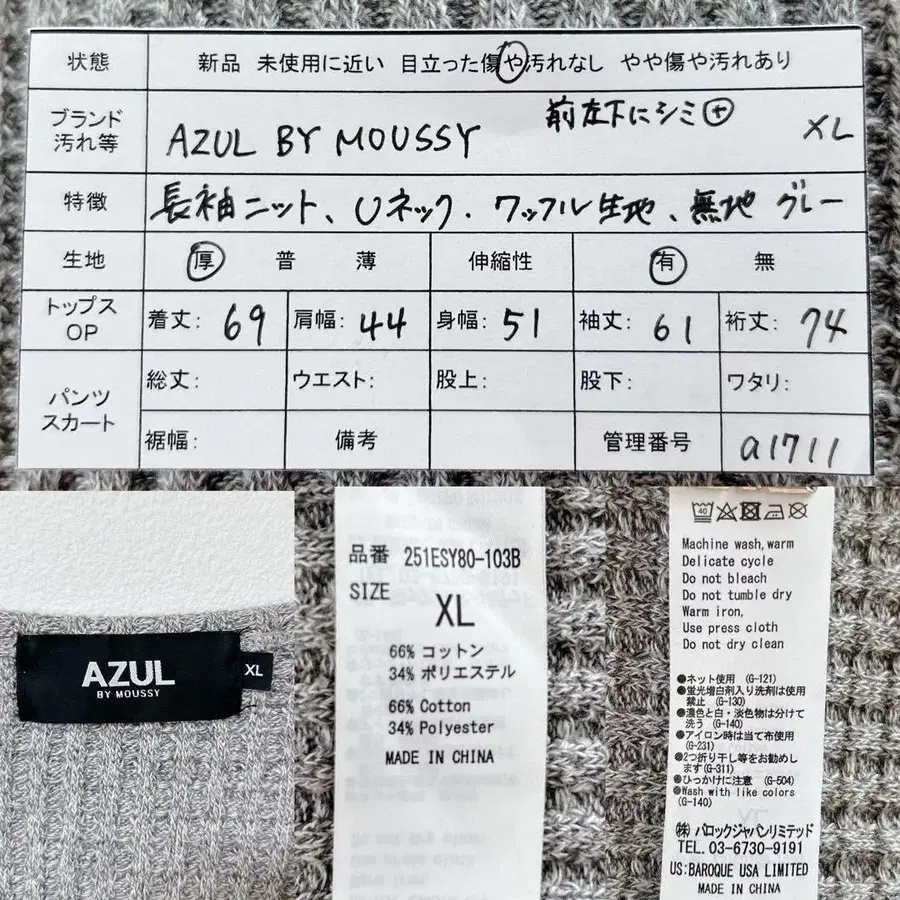 状態 新品 未使用に近い 目立った傷や汚れなし やや傷や汚れあり
ブランド
汚れ等
前左下にシミ㊉
AZUL BY MOUSSY XL
特徴 長袖ニット、Uネック．ワッフル生地、無地 グレー
生地 厚 普 薄 伸縮性 有 無
トップス
OP
着丈: 69 肩幅: 44 身幅: 51 袖丈: 61 裄丈: 74
パンツ
スカート
総丈: ウエスト: 股上: 股下: ワタリ:
裾幅: 備考 管理番号 a1711
AZUL
BY MOUSSY
XL
品番 251ESY80-103B
SIZE
XL
66% コットン
34% ポリエステル
66% Cotton
34% Polyester
MADE IN CHINA
40
Machine wash,warm
Delicate cycle
Do not bleach
Do not tumble dry
Warm iron,
Use press cloth
Do not dry clean
●ネット使用 (G-121)
●蛍光増白剤入り洗剤は使用
禁止 (G-130)
●濃色と白・淡色物は分けて
洗う (G-140)
●アイロン時は当て布使用
(G-231)
●2つ折り干し等をお勧めし
ます(G-311)
●ひっかけに注意 (G-504)
●Wash with like colors
(G-140)
㈱バロックジャパンリミテッド
TEL. 03-6730-9191
US:BAROQUE USA LIMITED
MADE IN CHINA